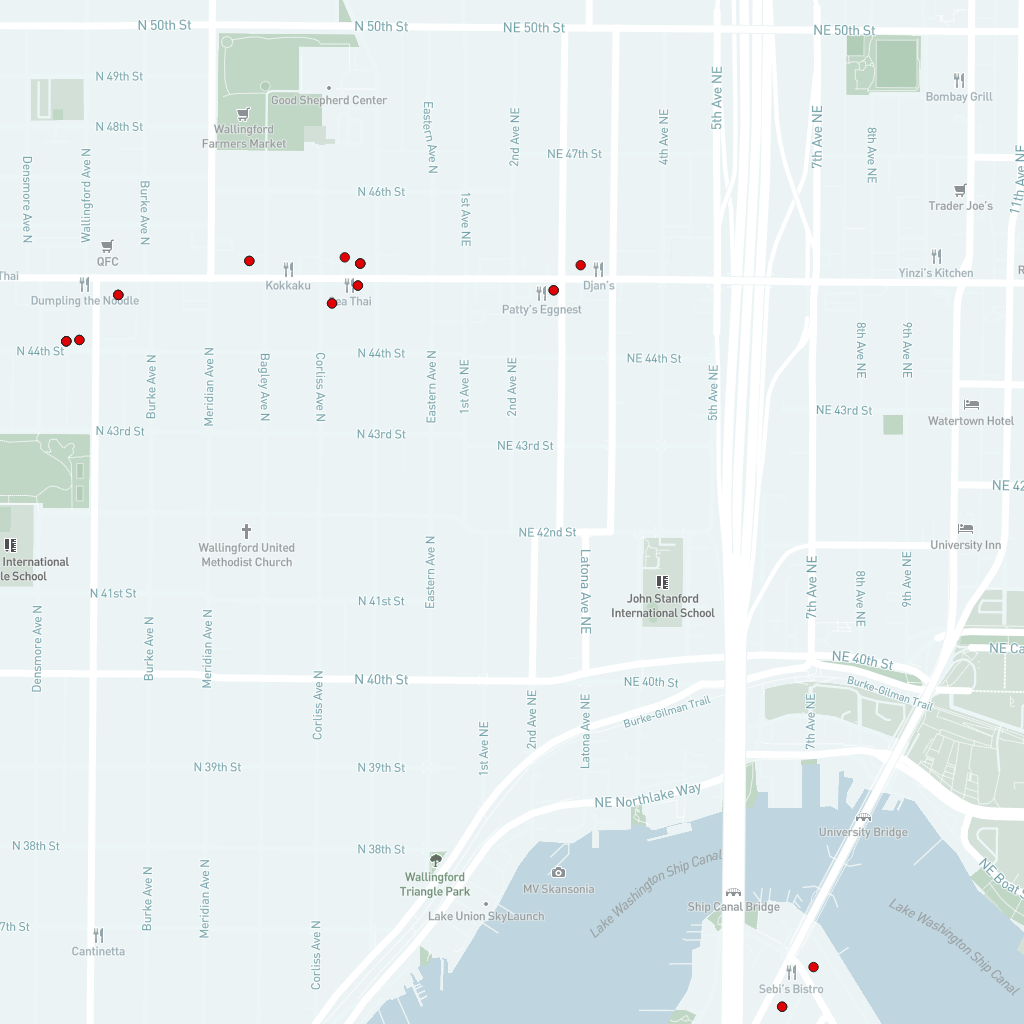 N 50th St
N 50th St
NE 50th St
NE 50th St
N 49th St
Good Shepherd Center
Bombay Grill
5th Ave NE
N 48th St
Wallingford
Farmers Market
Eastern Ave N
2nd Ave NE
4th Ave NE
7th Ave NE
8th Ave NE
NE 47th St
11th Ave NE
Densmore Ave N
Wallingford Ave N
Burke Ave N
N 46th St
1st Ave NE
Trader Joe's
QFC
Thai
Kokkaku
Djan's
Yinzi's Kitchen
R
Dumpling the Noodle
ea Thai
Patty's Eggnest
N 44th St
N 44th St
NE 44th St
Burke Ave N
Meridian Ave N
Bagley Ave N
Corliss Ave N
Eastern Ave N
1st Ave NE
2nd Ave NE
5th Ave NE
8th Ave NE
9th Ave NE
N 43rd St
N 43rd St
NE 43rd St
NE 43rd St
Watertown Hotel
NE 42
NE 42nd St
Wallingford United
Methodist Church
International
le School
University Inn
Eastern Ave N
Latona Ave NE
John Stanford
International School
7th Ave NE
8th Ave NE
9th Ave NE
N 41st St
N 41st St
Densmore Ave N
Burke Ave N
Meridian Ave N
Corliss Ave N
N 40th St
NE 40th St
NE 40th St
NE Ca
Burke-Gilman Trail
Burke-Gilman Trail
2nd Ave NE
Latona Ave NE
1st Ave NE
7th Ave NE
N 39th St
N 39th St
NE Northlake Way
N 38th St
N 38th St
University Bridge
Wallingford
Triangle Park
MV Skansonia
Lake Washington Ship Canal
NE Boat S
Burke Ave N
Meridian Ave N
Ship Canal Bridge
Lake Union SkyLaunch
Lake Washington Ship Canal
7th St
Cantinetta
Corliss Ave N
Sebi's Bistro